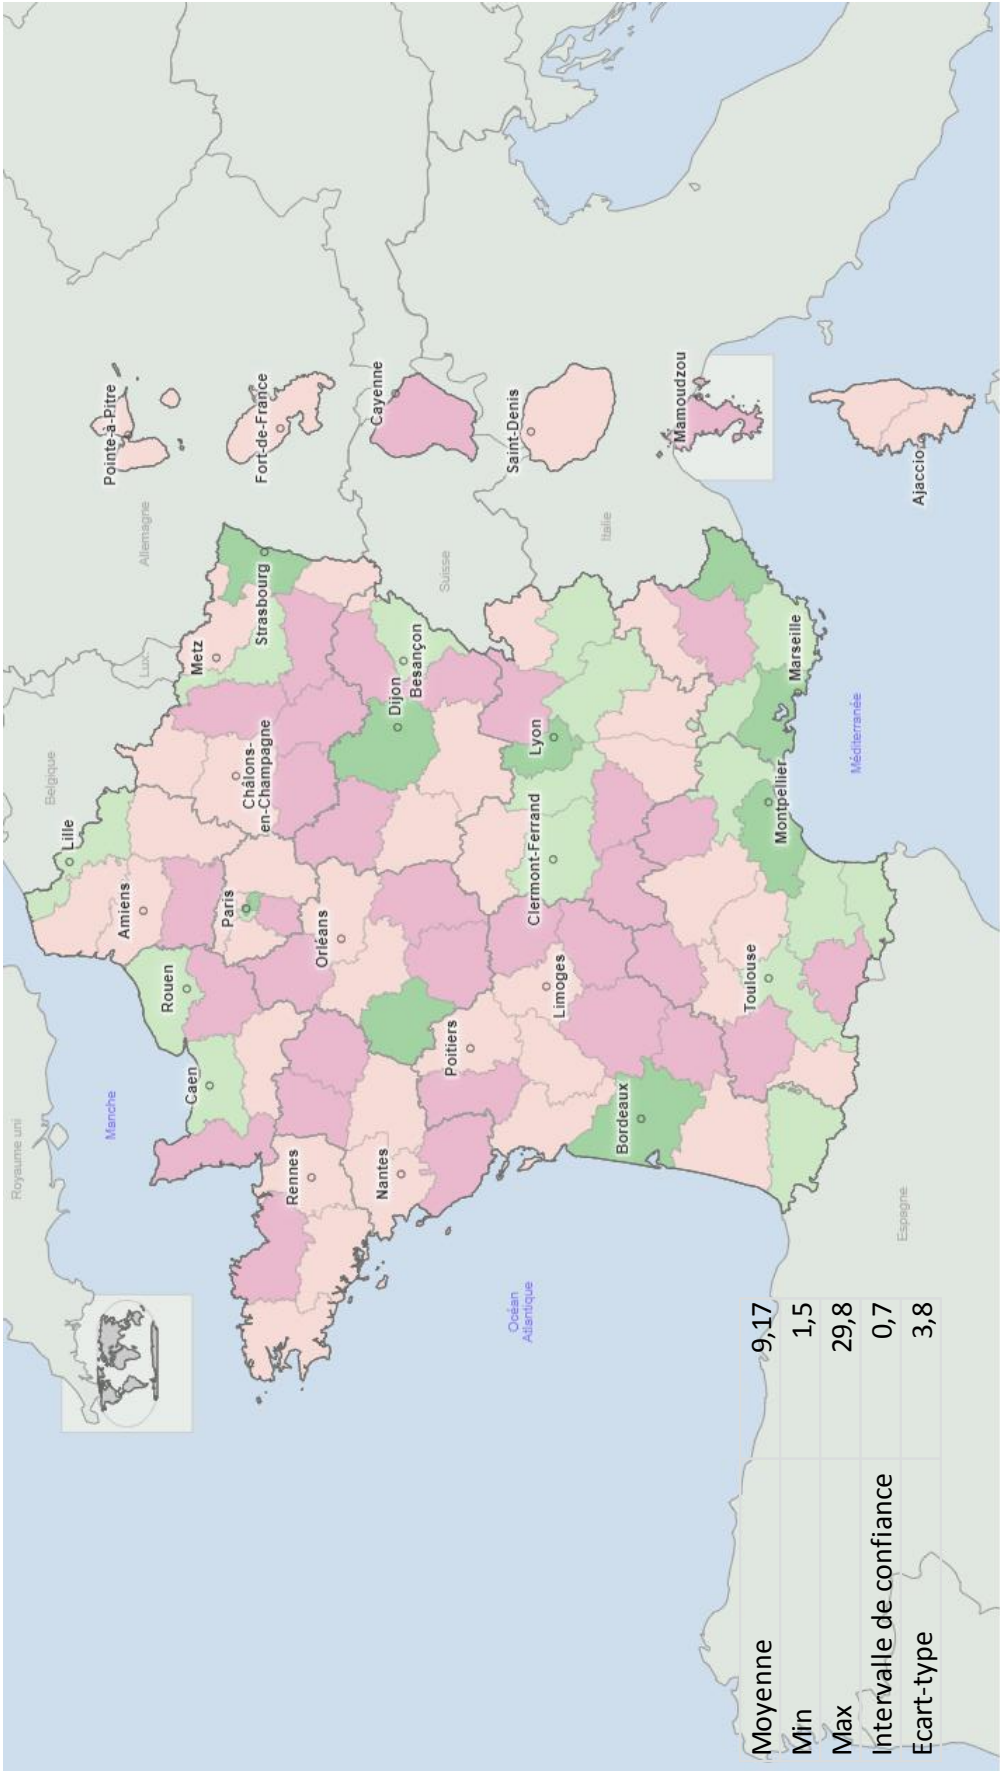 Royaume uni
Manche
Belgique
Lux.
Allemagne
Suisse
Italie
Espagne
Océan
Atlantique
Méditerranée
Lille
Amiens
Rouen
Caen
Paris
Metz
Strasbourg
Châlons-
en-Champagne
Rennes
Orléans
Nantes
Dijon
Besançon
Poitiers
Limoges
Clermont-Ferrand
Lyon
Bordeaux
Toulouse
Montpellier
Marseille
Pointe-à-Pitre
Fort-de-France
Cayenne
Saint-Denis
Mamoudzou
Ajaccio
Moyenne 9,17
Min 1,5
Max 29,8
Intervalle de confiance 0,7
Ecart-type 3,8